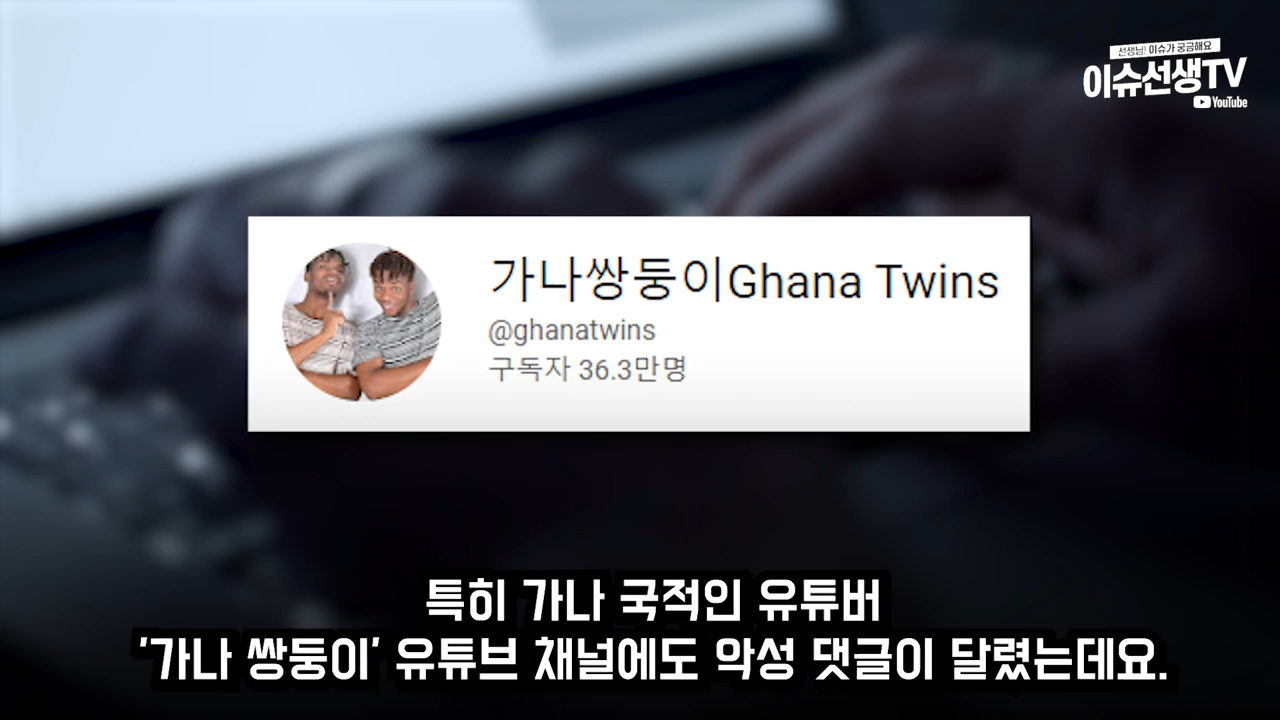 선생님! 이슈가 궁금해요
이슈선생TV
YouTube
가나쌍둥이Ghana Twins
@ghanatwins
구독자 36.3만명
특히 가나 국적인 유튜버
'가나 쌍둥이' 유튜브 채널에도 악성 댓글이 달렸는데요.